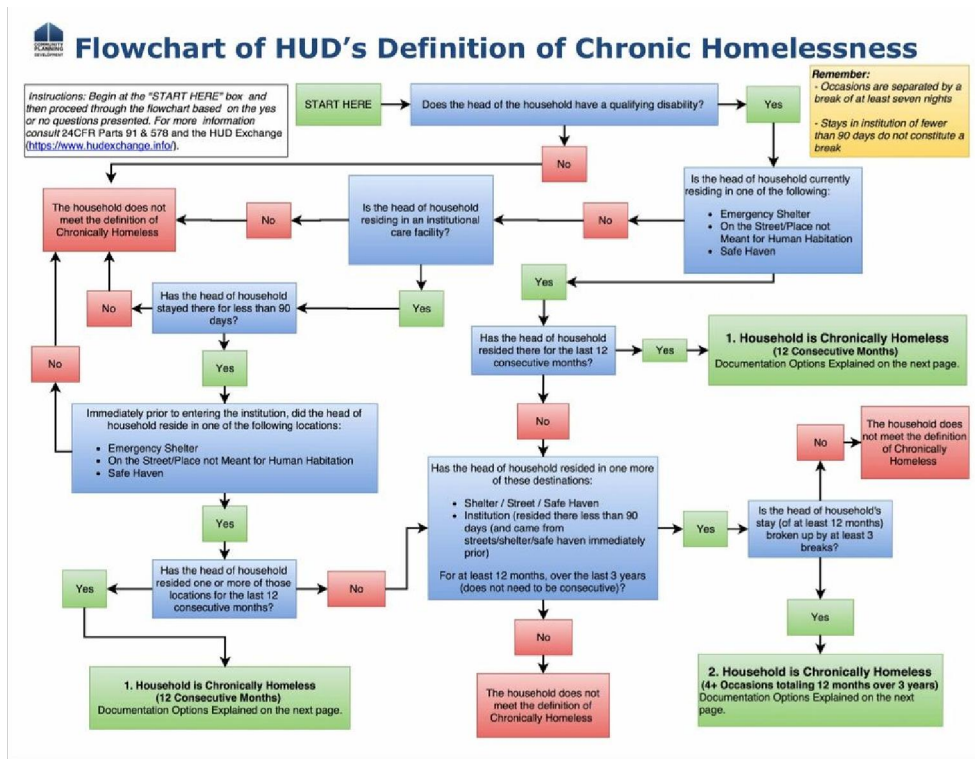 COMMUNITY
PLANNING
DEVELOPMENT
Flowchart of HUD's Definition of Chronic Homelessness
Instructions: Begin at the "START HERE" box and
then proceed through the flowchart based on the yes
or no questions presented. For more information
consult 24CFR Parts 91 & 578 and the HUD Exchange
(https://www.hudexchange.info/).
START HERE
Does the head of the household have a qualifying disability?
Yes
Remember:
- Occasions are separated by a
break of at least seven nights
- Stays in institution of fewer
than 90 days do not constitute a
break
No
The household does not
meet the definition of
Chronically Homeless
No
Is the head of household
residing in an institutional
care facility?
No
Is the head of household currently
residing in one of the following:
• Emergency Shelter
• On the Street/Place not
Meant for Human Habitation
• Safe Haven
Yes
No
Has the head of household
stayed there for less than 90
days?
Yes
Has the head of household
resided there for the last 12
consecutive months?
Yes
1. Household is Chronically Homeless
(12 Consecutive Months)
Documentation Options Explained on the next page.
No
Yes
Immediately prior to entering the institution, did the head of
household reside in one of the following locations:
• Emergency Shelter
• On the Street/Place not Meant for Human Habitation
• Safe Haven
No
No
The household does
not meet the definition
of Chronically
Homeless
Has the head of household resided in one more
of these destinations:
• Shelter / Street / Safe Haven
• Institution (resided there less than 90
days (and came from
streets/shelter/safe haven immediately
prior)
For at least 12 months, over the last 3 years
(does not need to be consecutive)?
Yes
Is the head of household's
stay (of at least 12 months)
broken up by at least 3
breaks?
Yes
Yes
Has the head of household
resided one or more of those
locations for the last 12
consecutive months?
No
No
Yes
1. Household is Chronically Homeless
(12 Consecutive Months)
Documentation Options Explained on the next page.
The household does not
meet the definition of
Chronically Homeless
2. Household is Chronically Homeless
(4+ Occasions totaling 12 months over 3 years)
Documentation Options Explained on the next
page.